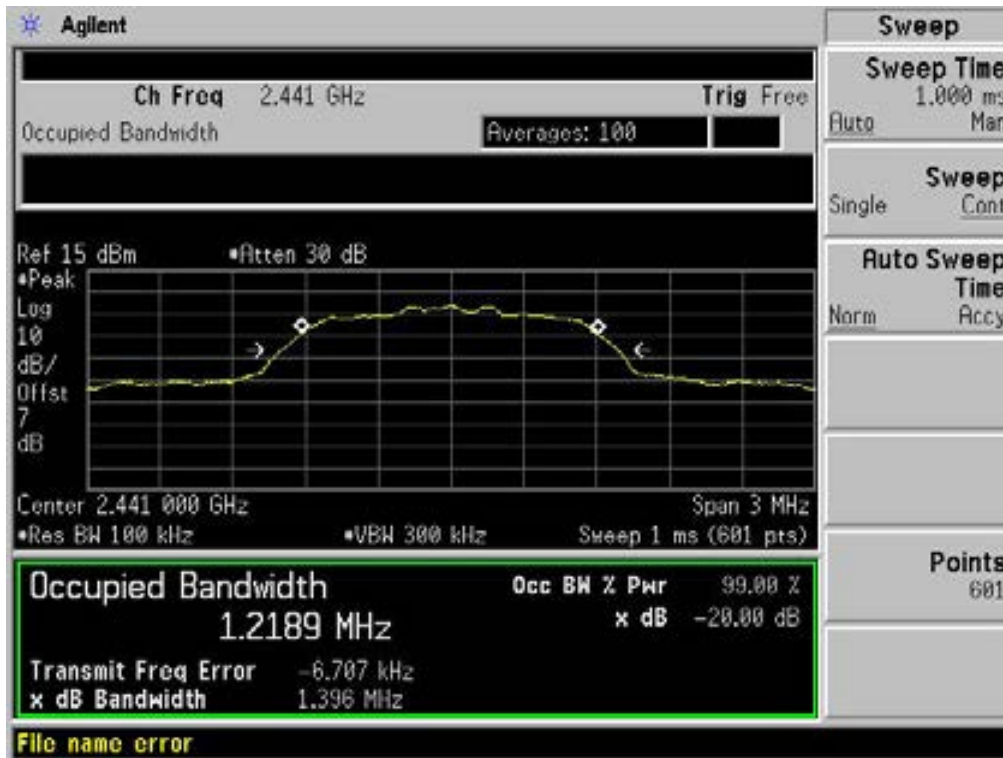 Agilent
Sweep
Ch Freq 2.441 GHz
Trig Free
Occupied Bandwidth
Averages: 100
Ref 15 dBm
Atten 30 dB
Peak
Log
10
dB/
Offst
7
dB
Center 2.441 000 GHz
Span 3 MHz
Res BW 100 kHz
VBW 300 kHz
Sweep 1 ms (601 pts)
Occupied Bandwidth
1.2189 MHz
Occ BW % Pwr 99.00 %
x dB -20.00 dB
Transmit Freq Error -6.707 kHz
x dB Bandwidth 1.396 MHz
File name error
Sweep Time
1.000 ms
Auto Man
Sweep
Single Cont
Auto Sweep
Time
Norm Accy
Points
601